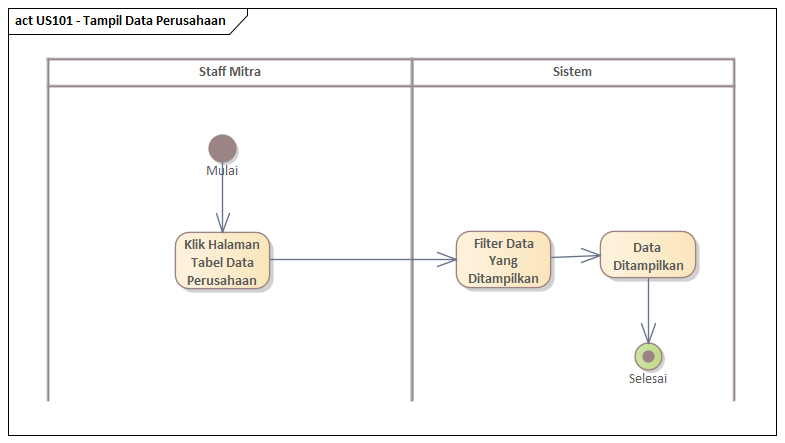 act US101 - Tampil Data Perusahaan
Staff Mitra
Sistem
Mulai
Klik Halaman
Tabel Data
Perusahaan
Filter Data
Yang
Ditampilkan
Data
Ditampilkan
Selesai